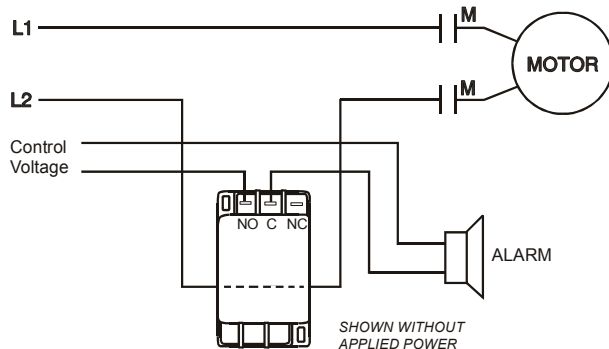 L1
M
MOTOR
L2
M
Control
Voltage
NO C NC
ALARM
SHOWN WITHOUT
APPLIED POWER